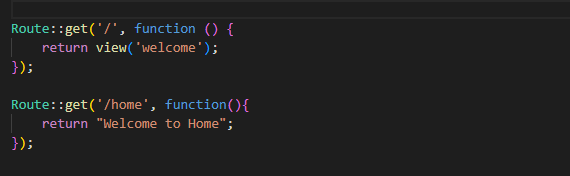 Route::get('/', function () {
    return view('welcome');
});
Route::get('/home', function(){
    return "Welcome to Home";
});